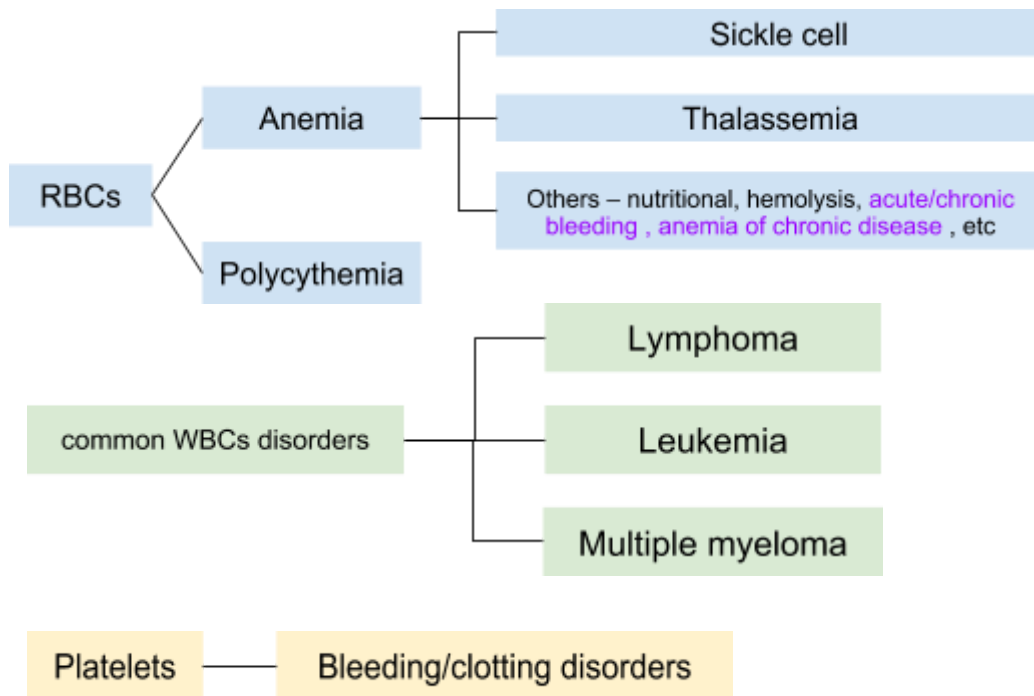 Sickle cell
Anemia
Thalassemia
RBCs
Others – nutritional, hemolysis, acute/chronic
bleeding , anemia of chronic disease , etc
Polycythemia
Lymphoma
common WBCs disorders
Leukemia
Multiple myeloma
Platelets
Bleeding/clotting disorders